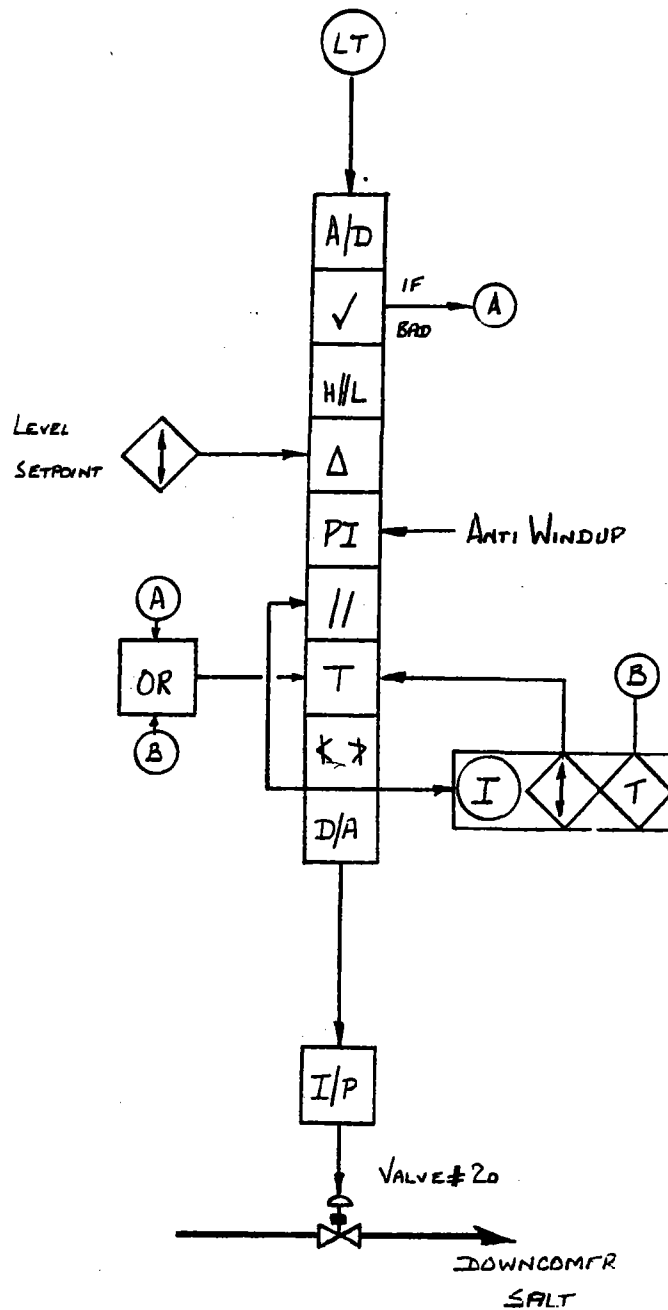 LT
A/D
√
IF
BAD
A
H//L
LEVEL
SETPOINT
Δ
PI
ANTI WINDUP
A
//
OR
T
B
B
≮ ≯
I
T
D/A
I/P
VALVE #20
DOWNCOMER
SALT